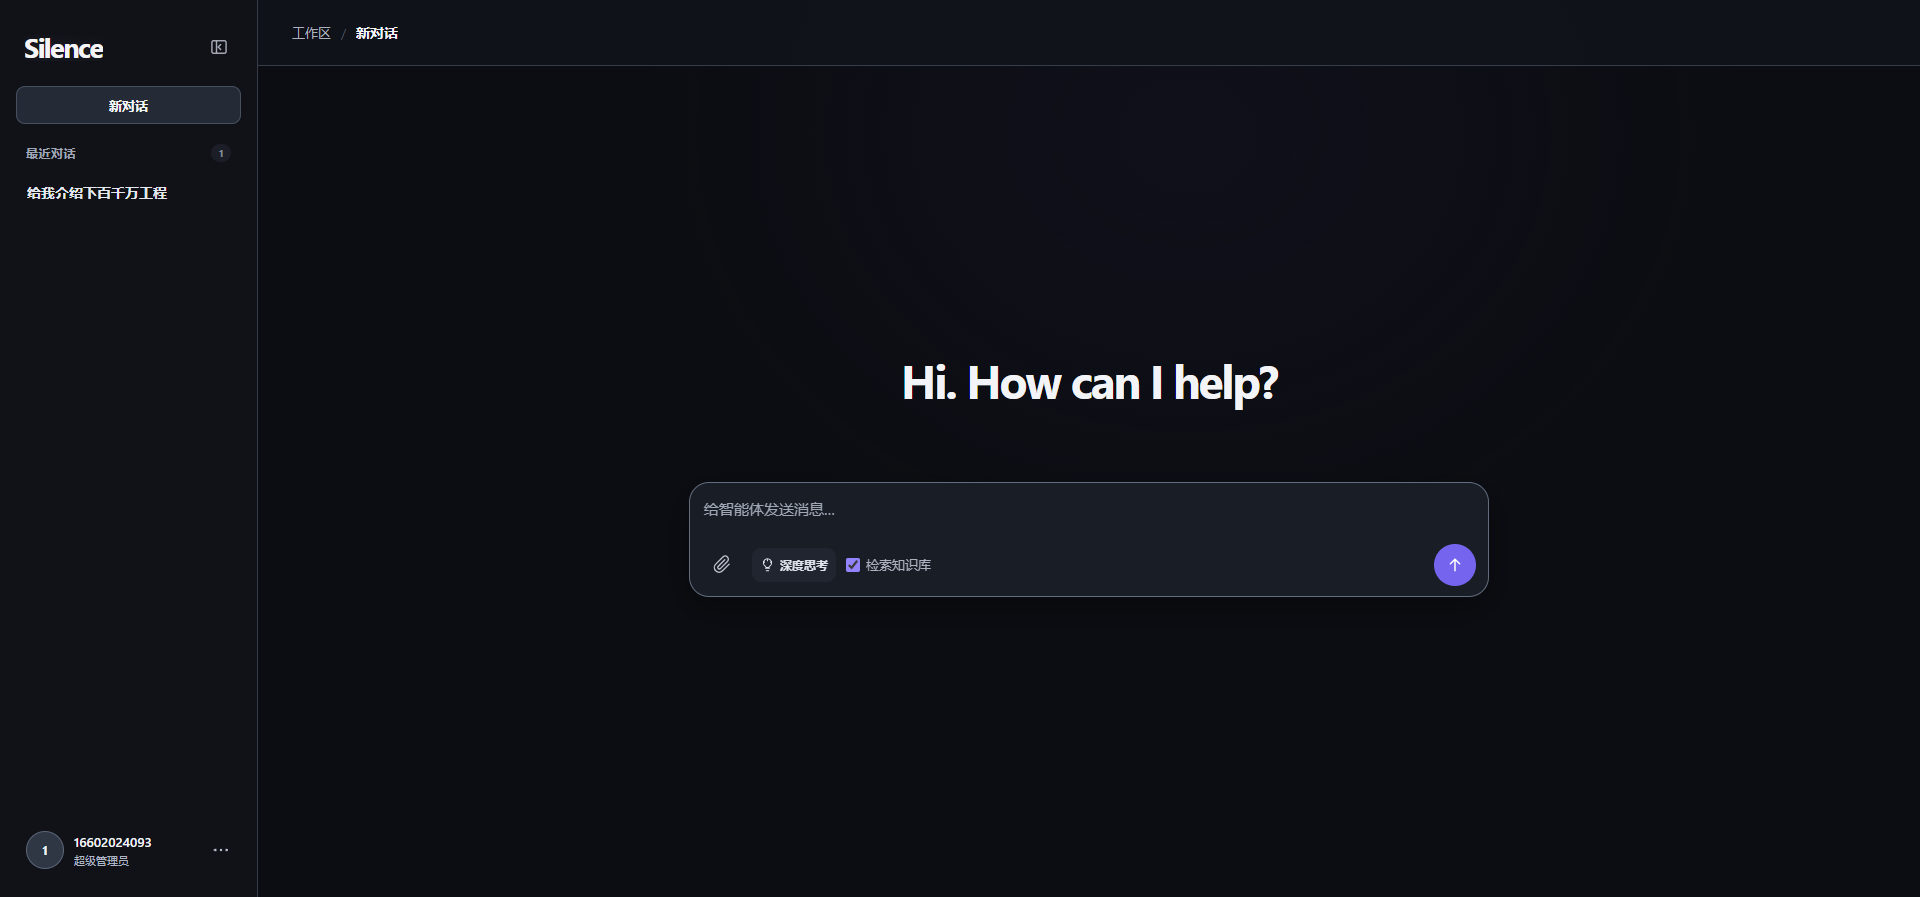 Silence
新对话
最近对话
1
给我介绍下百千万工程
1
16602024093
超级管理员
工作区 / 新对话
Hi. How can I help?
给智能体发送消息...
深度思考
检索知识库